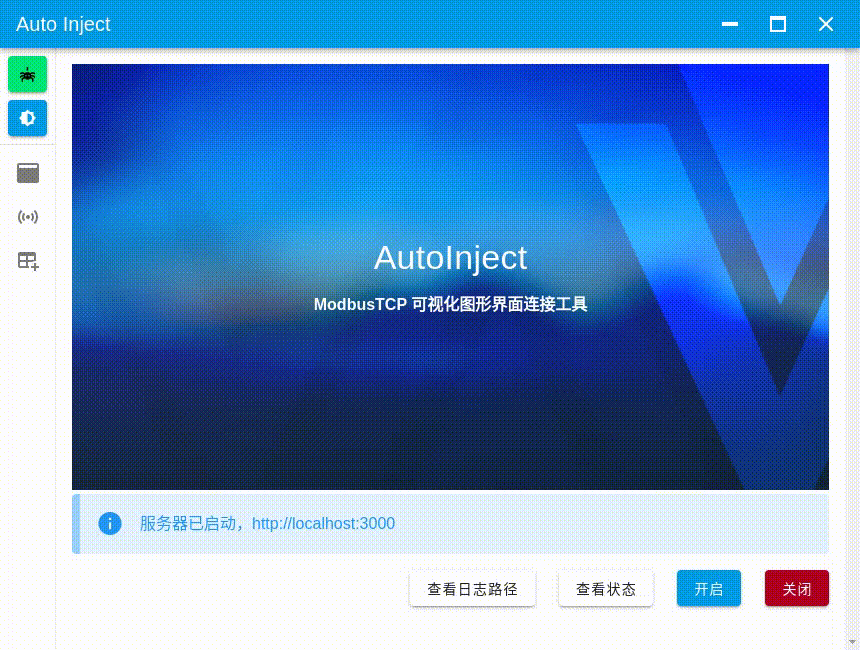 Auto Inject
AutoInject
ModbusTCP 可视化图形界面连接工具
服务器已启动，http://localhost:3000
查看日志路径
查看状态
开启
关闭